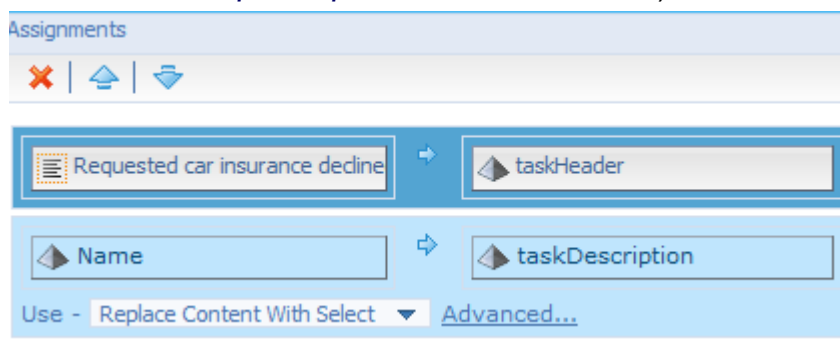 Assignments
Requested car insurance decline
taskHeader
Name
taskDescription
Use - Replace Content With Select Advanced...